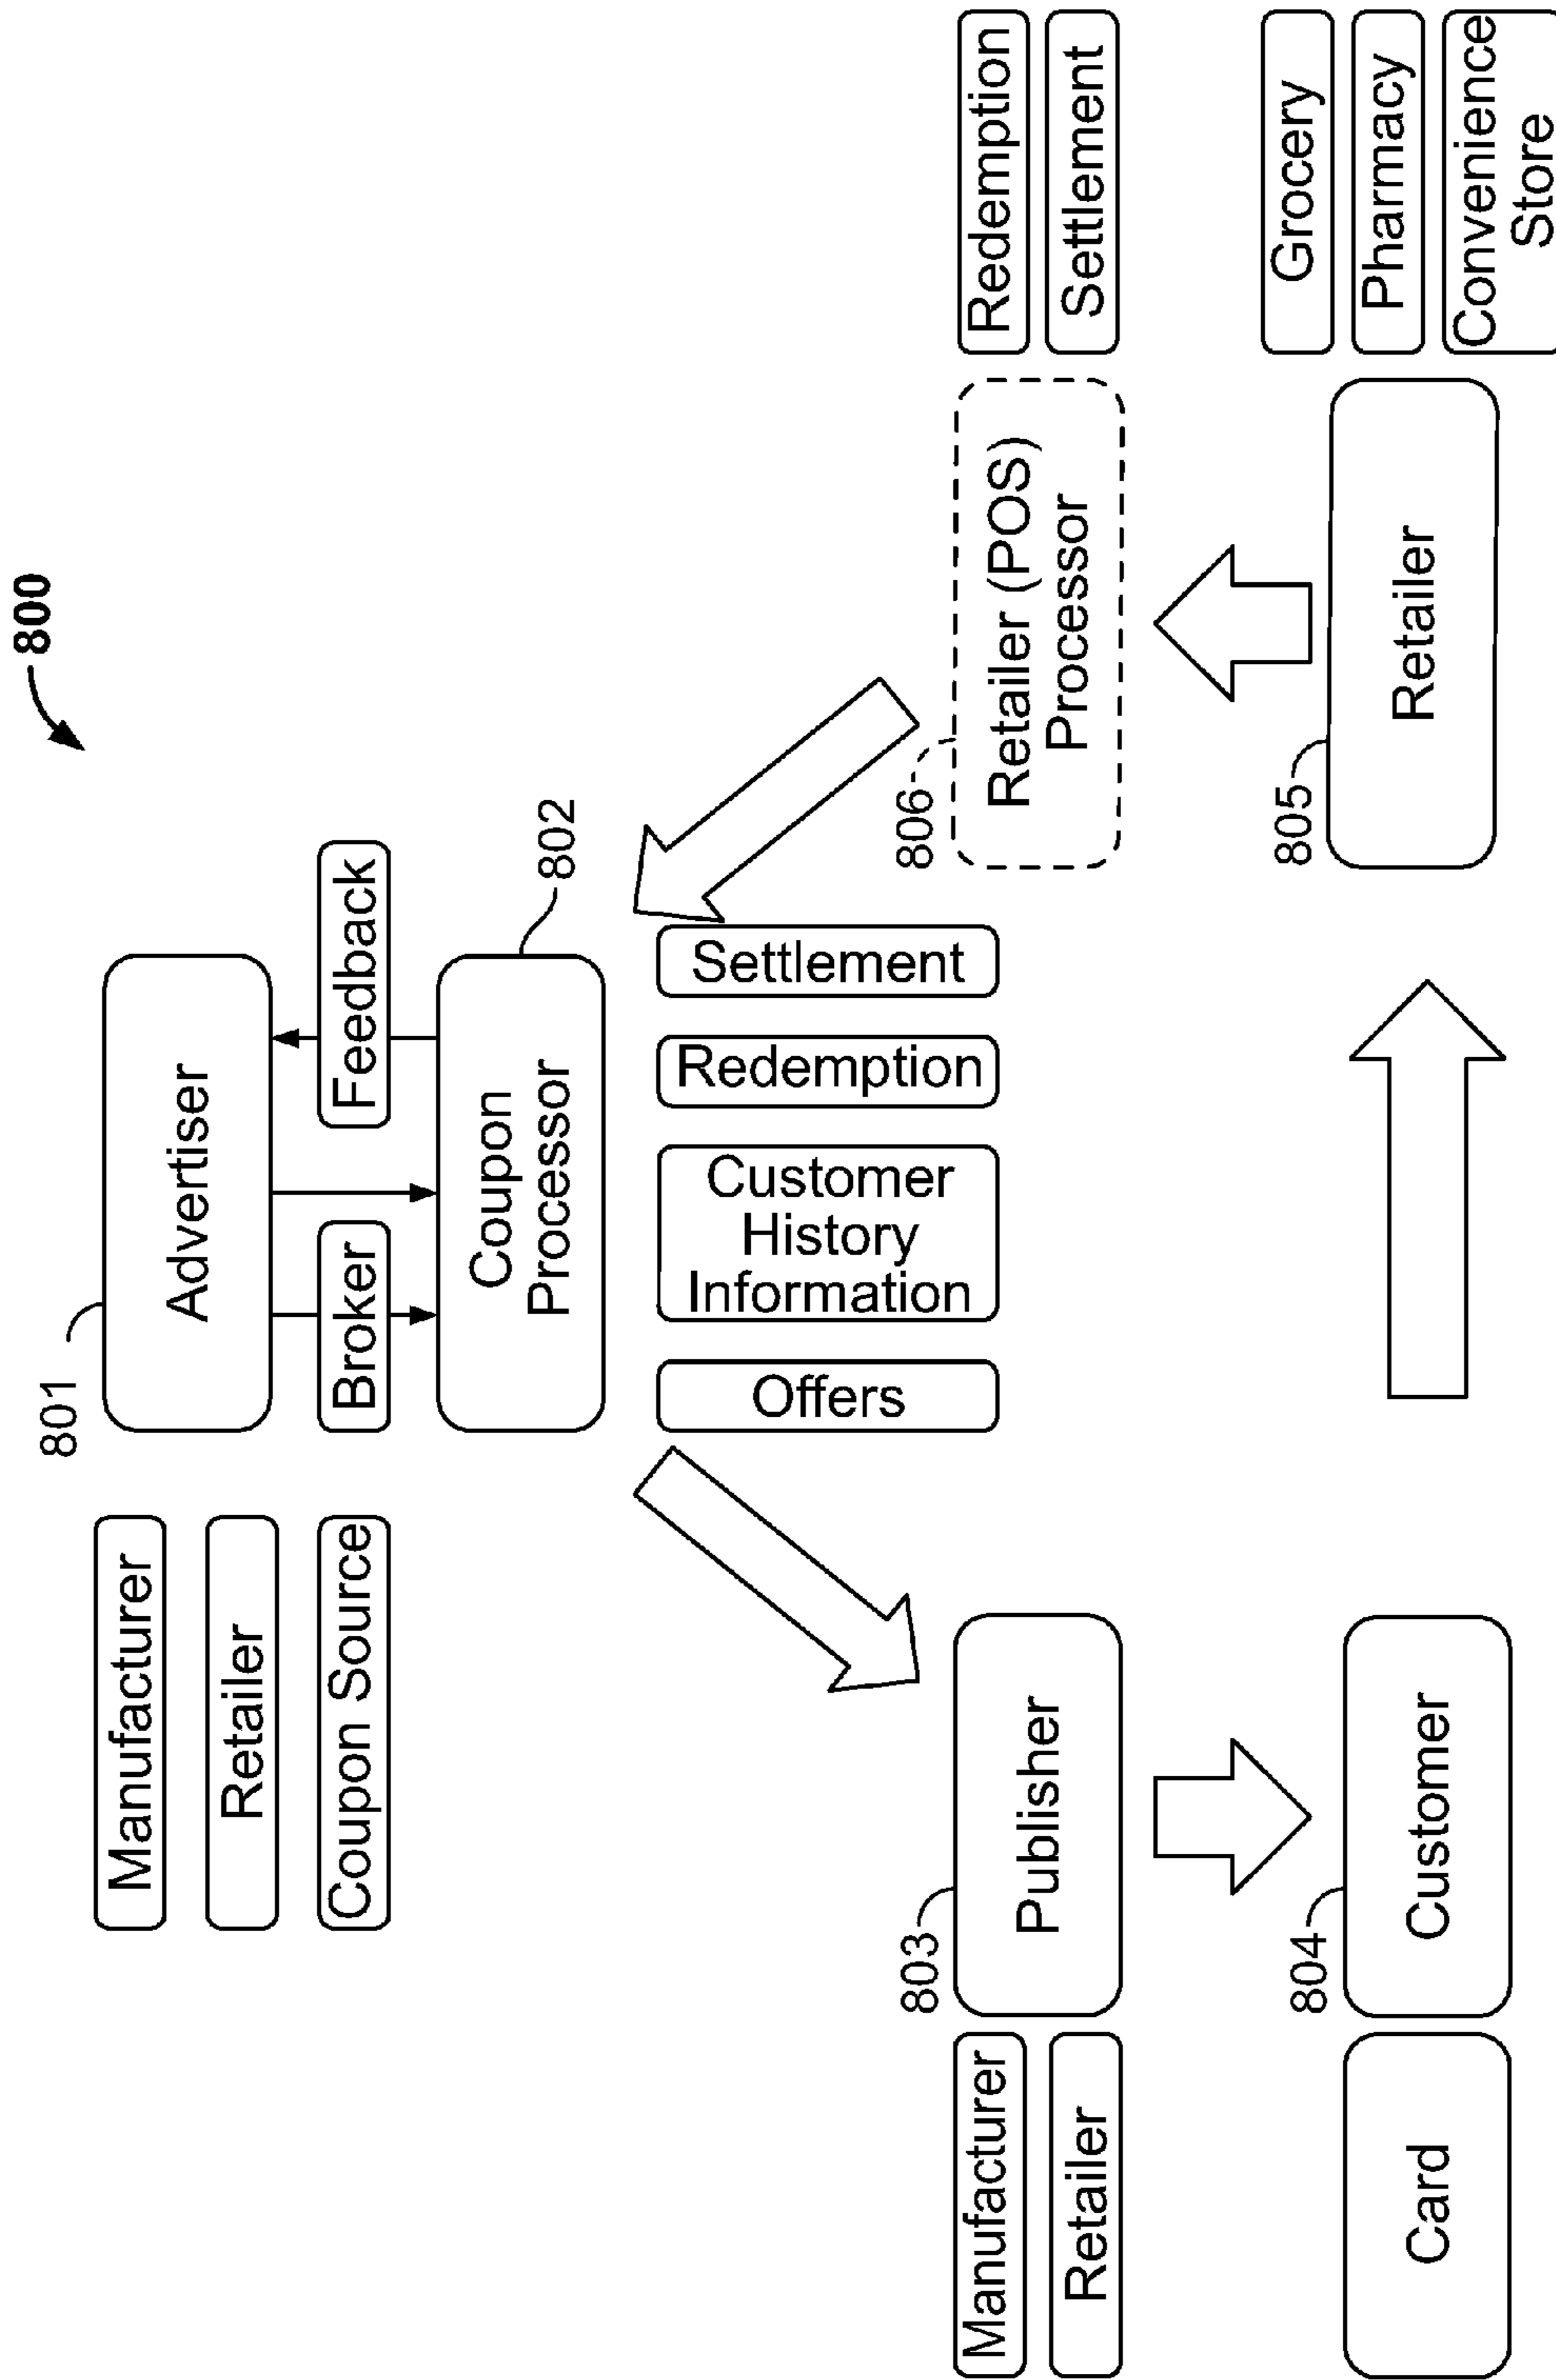 800
801
Manufacturer
Retailer
Coupon Source
Advertiser
Broker
Feedback
Coupon
Processor
802
Offers
Customer
History
Information
Redemption
Settlement
803
Manufacturer
Retailer
Publisher
806
Retailer (POS)
Processor
Redemption
Settlement
804
Card
Customer
805
Retailer
Grocery
Pharmacy
Convenience
Store